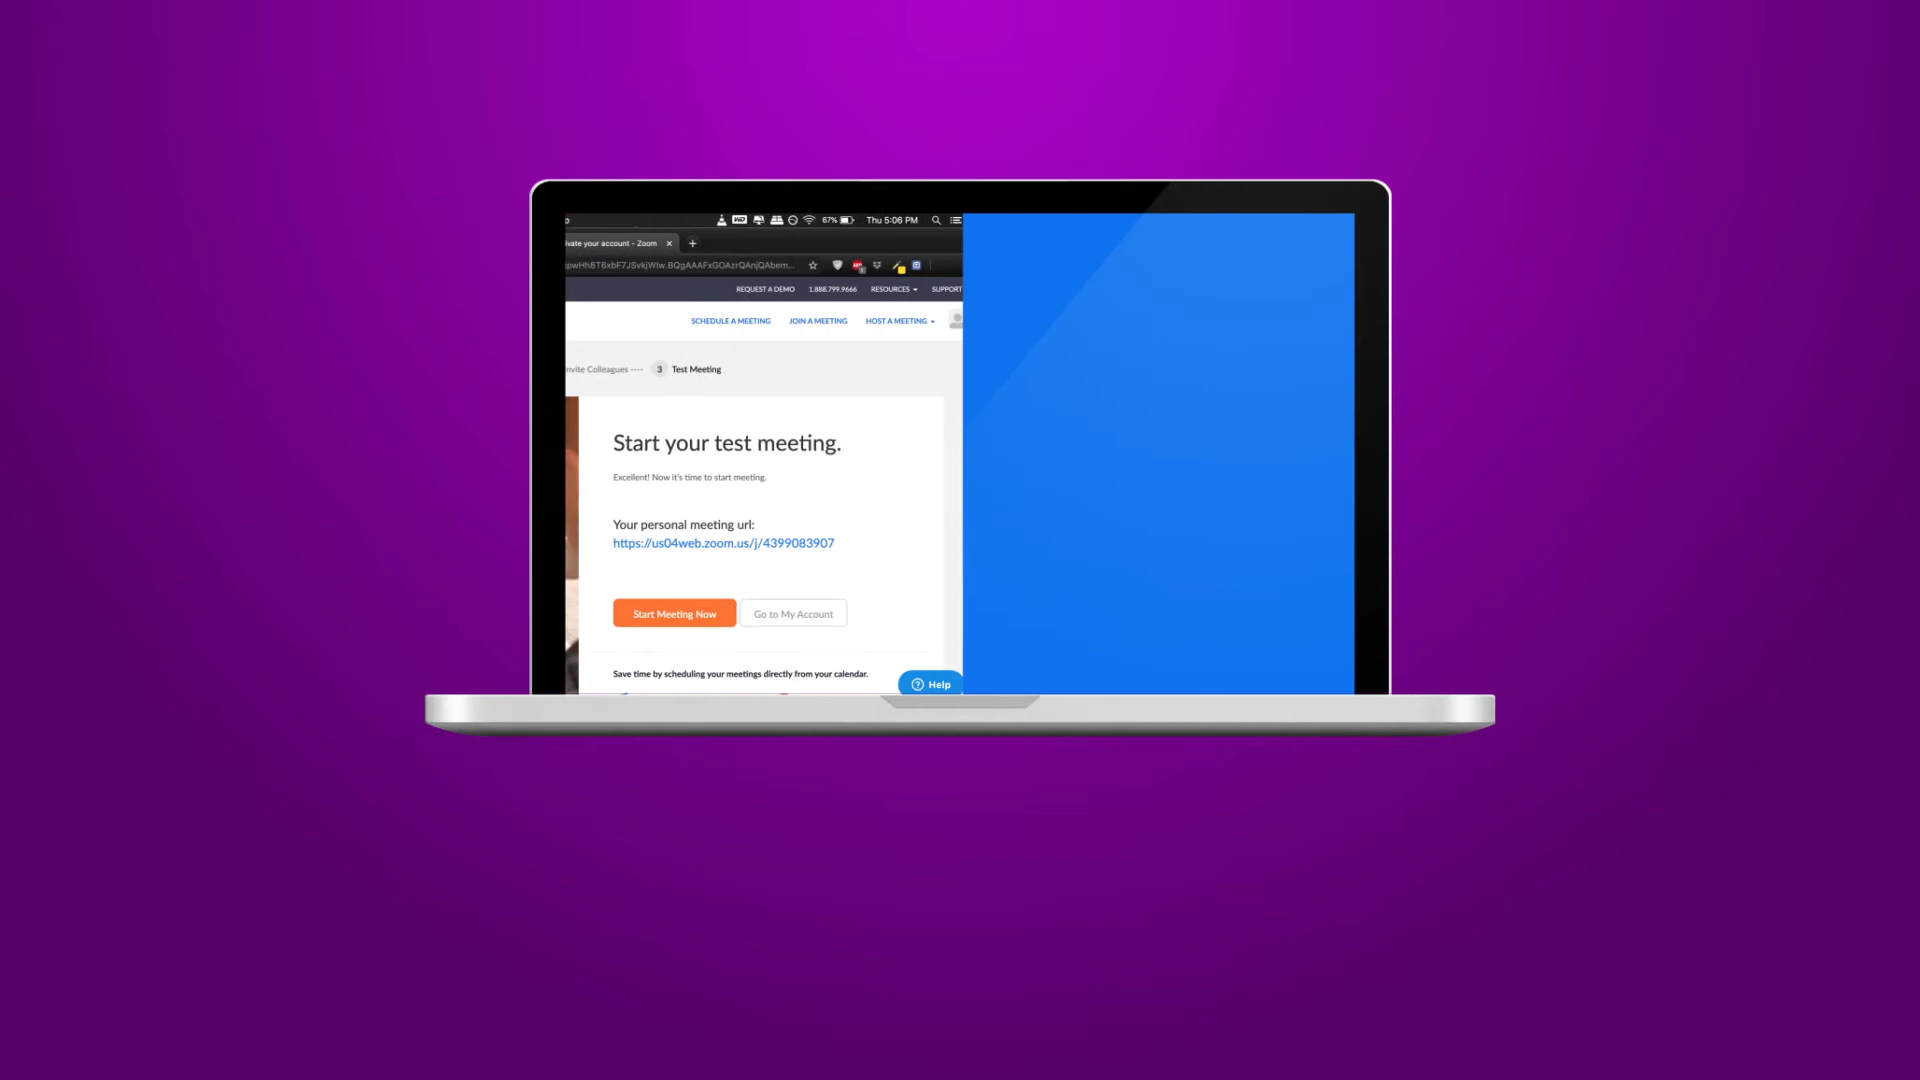 67% Thu 5:06 PM
ivate your account - Zoom
REQUEST A DEMO 1.888.799.9666 RESOURCES SUPPORT
SCHEDULE A MEETING JOIN A MEETING HOST A MEETING
nvite Colleagues ---- 3 Test Meeting
Start your test meeting.
Excellent! Now it's time to start meeting.
Your personal meeting url:
https://us04web.zoom.us/j/4399083907
Start Meeting Now Go to My Account
Save time by scheduling your meetings directly from your calendar.
Help